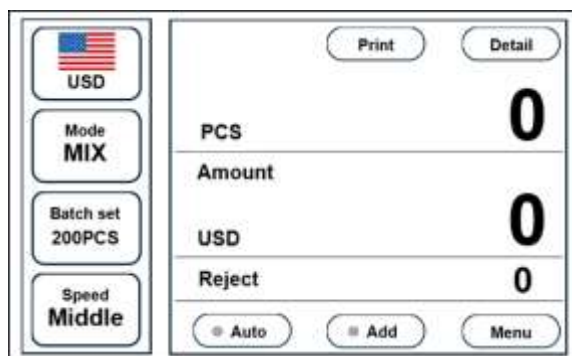 USD
Mode
MIX
Batch set
200PCS
Speed
Middle
Print Detail
PCS 0
Amount
USD 0
Reject 0
Auto Add Menu